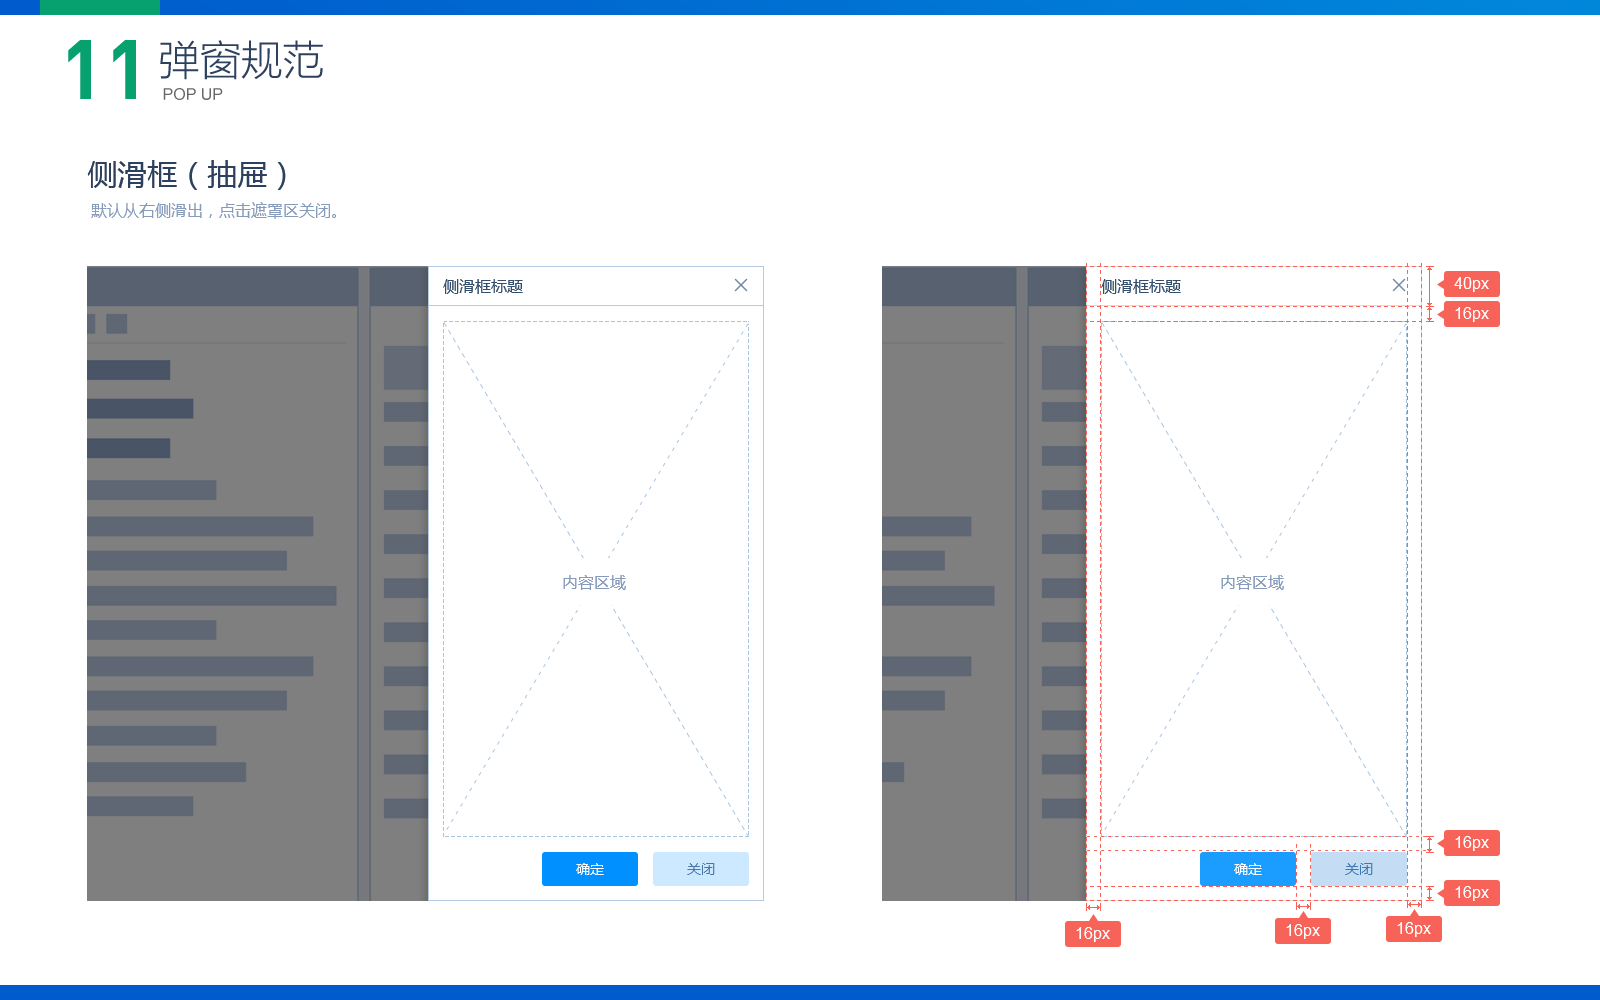 11 弹窗规范
POP UP
侧滑框（抽屉）
默认从右侧滑出，点击遮罩区关闭。
侧滑框标题
内容区域
确定
关闭
侧滑框标题
40px
16px
内容区域
16px
确定
关闭
16px
16px
16px
16px